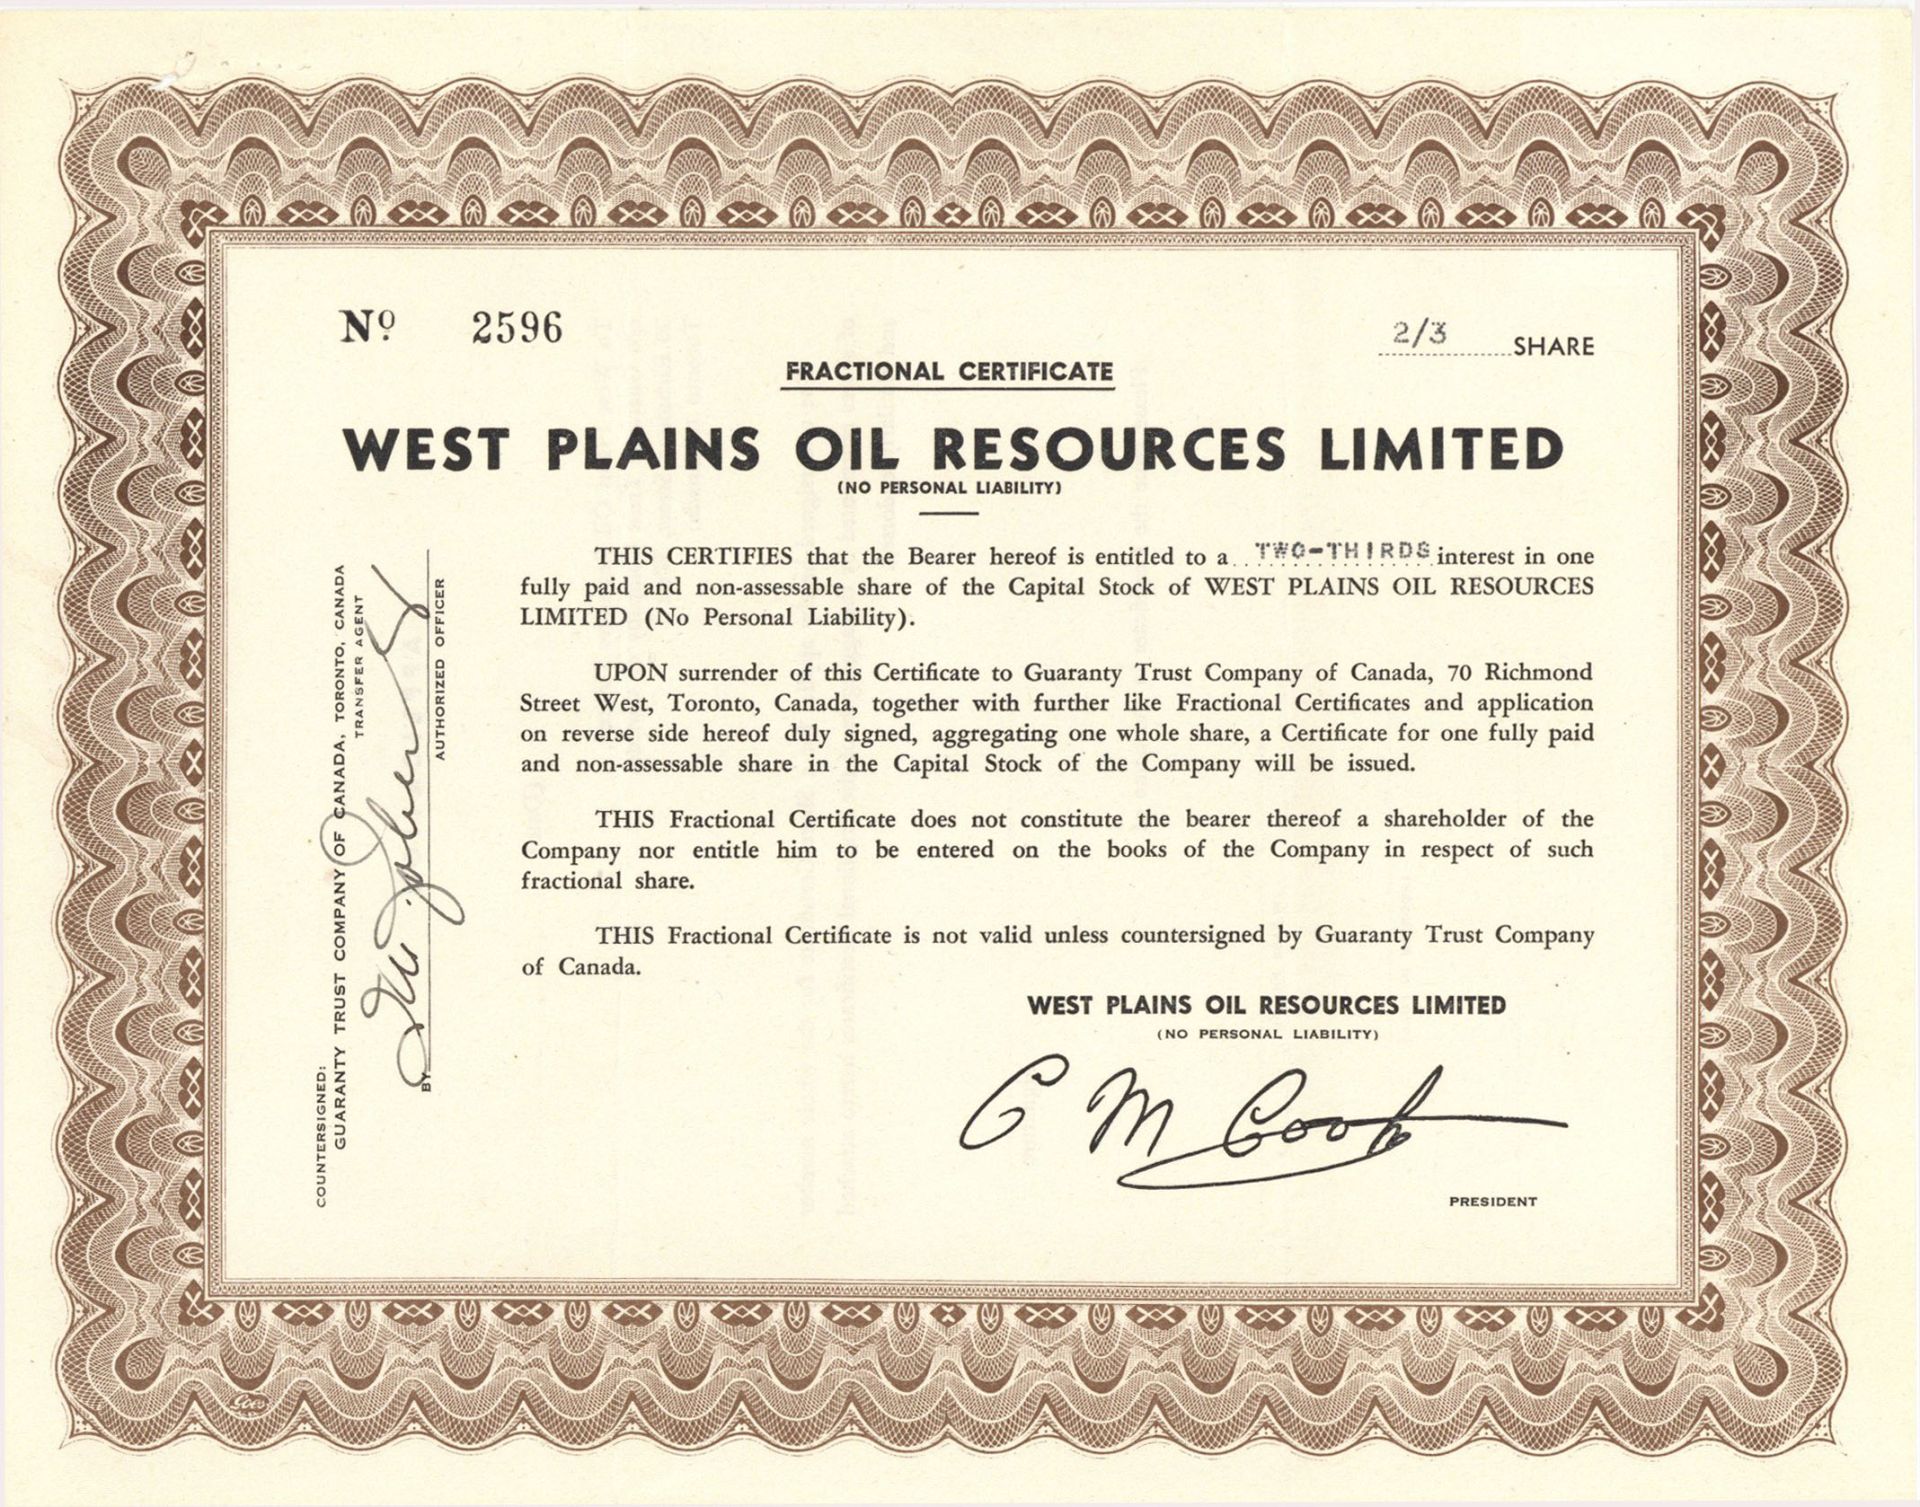 Nº 2596
2/3 SHARE
FRACTIONAL CERTIFICATE
WEST PLAINS OIL RESOURCES LIMITED
(NO PERSONAL LIABILITY)
THIS CERTIFIES that the Bearer hereof is entitled to a TWO-THIRDS interest in one
fully paid and non-assessable share of the Capital Stock of WEST PLAINS OIL RESOURCES
LIMITED (No Personal Liability).
UPON surrender of this Certificate to Guaranty Trust Company of Canada, 70 Richmond
Street West, Toronto, Canada, together with further like Fractional Certificates and application
on reverse side hereof duly signed, aggregating one whole share, a Certificate for one fully paid
and non-assessable share in the Capital Stock of the Company will be issued.
THIS Fractional Certificate does not constitute the bearer thereof a shareholder of the
Company nor entitle him to be entered on the books of the Company in respect of such
fractional share.
THIS Fractional Certificate is not valid unless countersigned by Guaranty Trust Company
of Canada.
WEST PLAINS OIL RESOURCES LIMITED
(NO PERSONAL LIABILITY)
C M Cook
PRESIDENT
COUNTERSIGNED:
GUARANTY TRUST COMPANY OF CANADA, TORONTO, CANADA
TRANSFER AGENT
BY
AUTHORIZED OFFICER
Goes